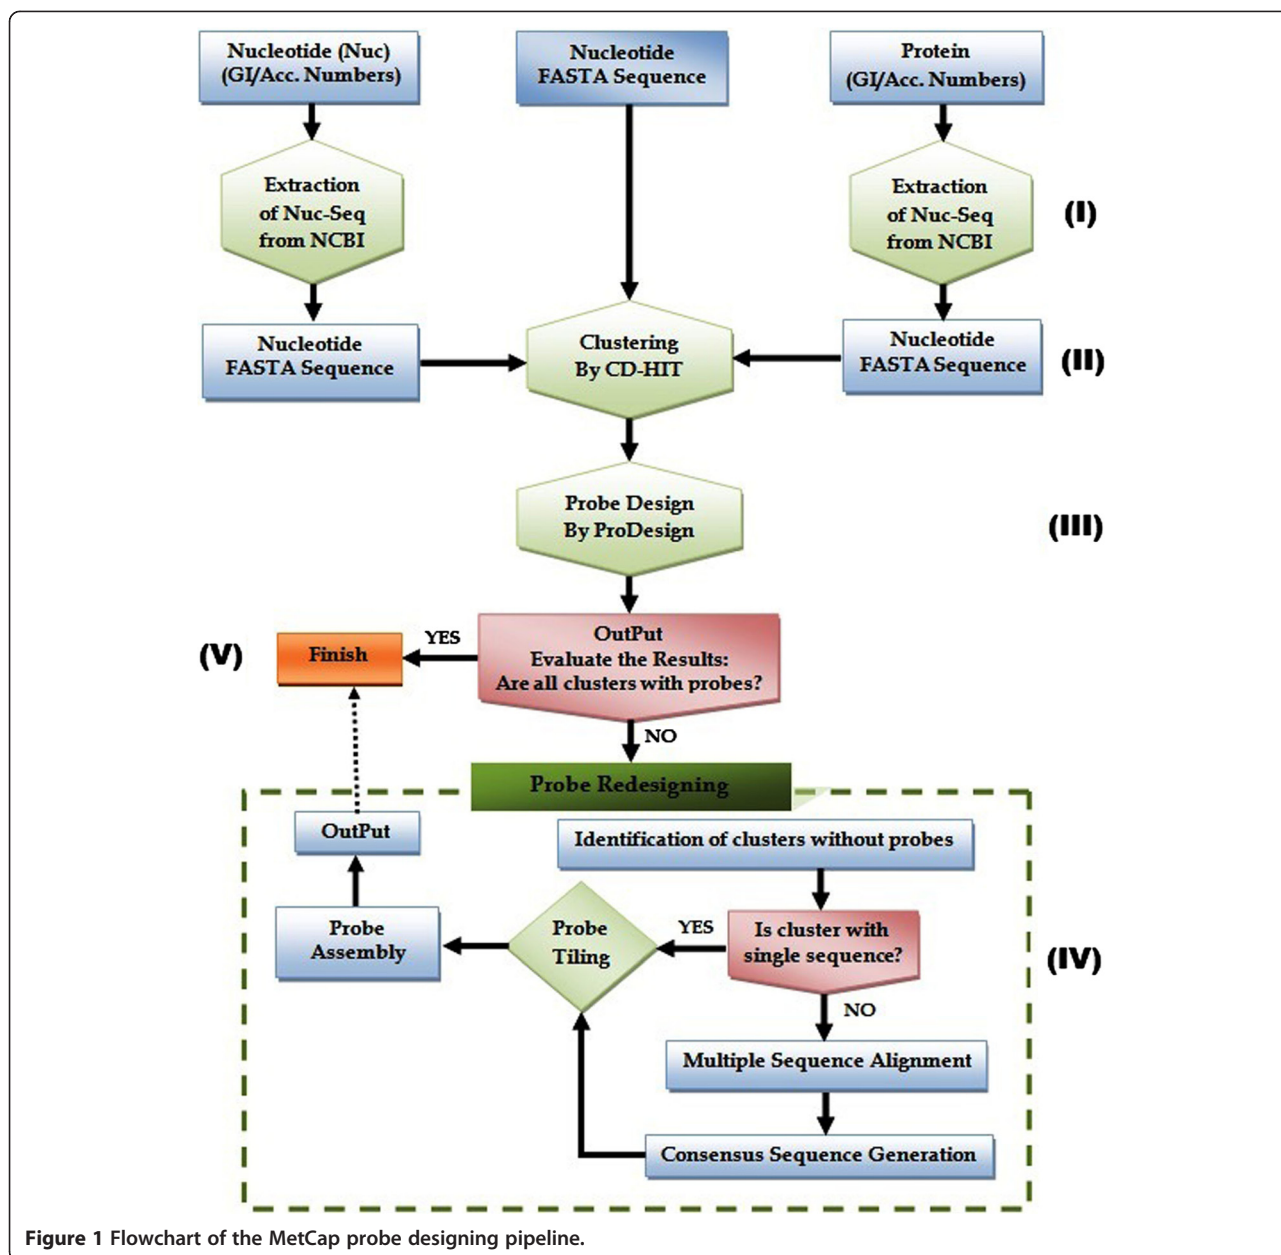 Nucleotide (Nuc)
(GI/Acc. Numbers)
Nucleotide
FASTA Sequence
Protein
(GI/Acc. Numbers)
Extraction
of Nuc-Seq
from NCBI
Extraction
of Nuc-Seq
from NCBI
(I)
Nucleotide
FASTA Sequence
Clustering
By CD-HIT
Nucleotide
FASTA Sequence
(II)
Probe Design
By ProDesign
(III)
(V)
Finish
YES
OutPut
Evaluate the Results:
Are all clusters with probes?
NO
Probe Redesigning
OutPut
Identification of clusters without probes
Probe
Assembly
Probe
Tiling
YES
Is cluster with
single sequence?
(IV)
NO
Multiple Sequence Alignment
Consensus Sequence Generation
Figure 1 Flowchart of the MetCap probe designing pipeline.